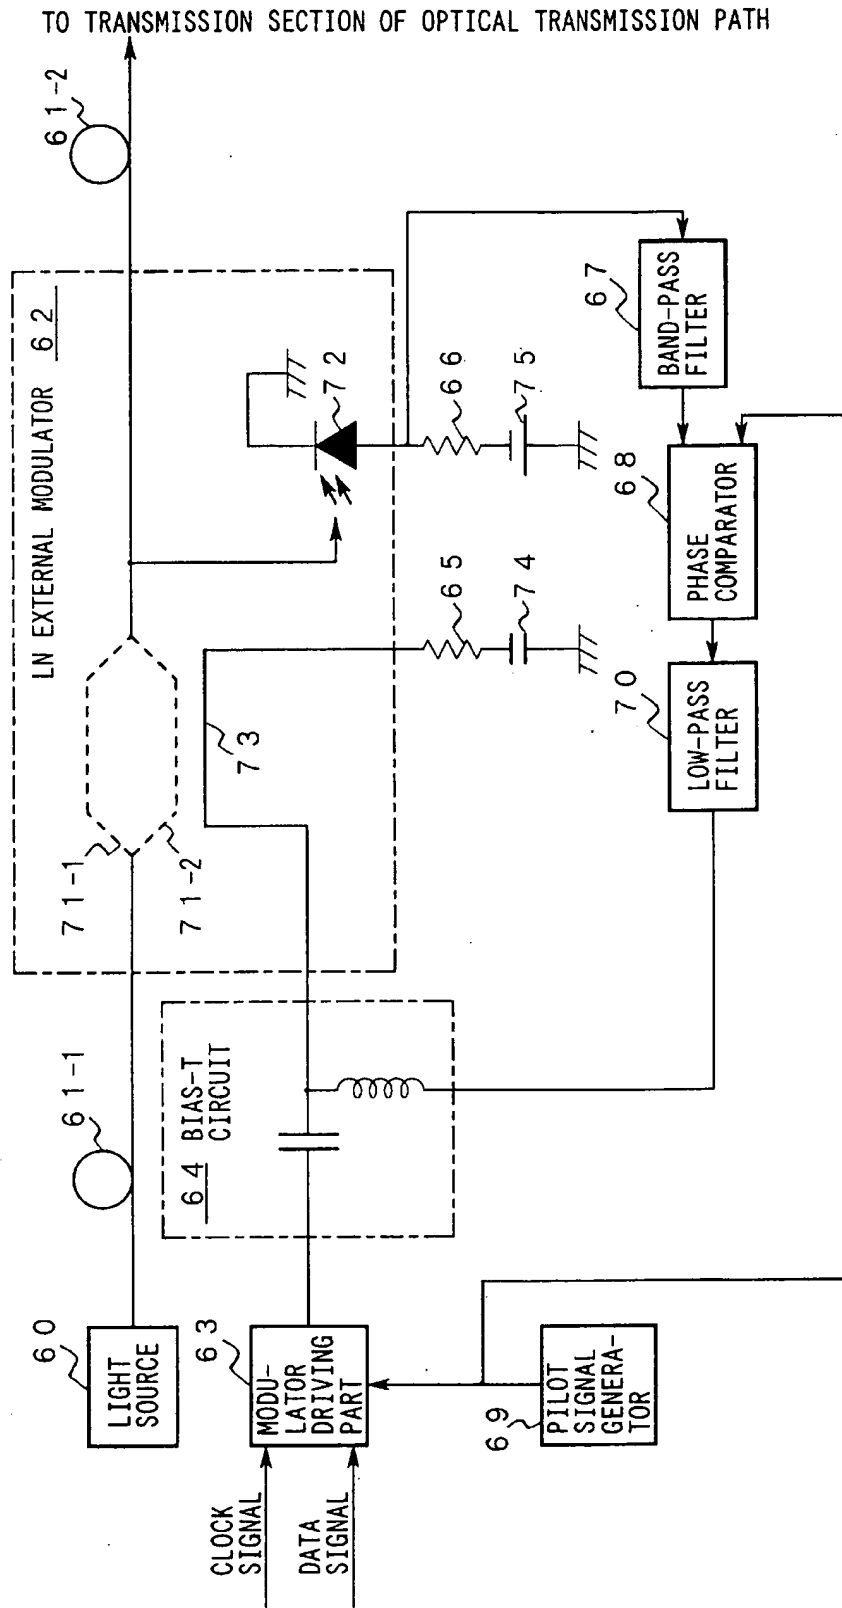 TO TRANSMISSION SECTION OF OPTICAL TRANSMISSION PATH
61-2
LN EXTERNAL MODULATOR 62
72
66
75
67
BAND-PASS
FILTER
68
PHASE
COMPARATOR
65
74
73
70
LOW-PASS
FILTER
71-1
71-2
61-1
64 BIAS-T
CIRCUIT
60
LIGHT
SOURCE
63
MODU-
LATOR
DRIVING
PART
69
PILOT
SIGNAL
GENERA-
TOR
CLOCK
SIGNAL
DATA
SIGNAL